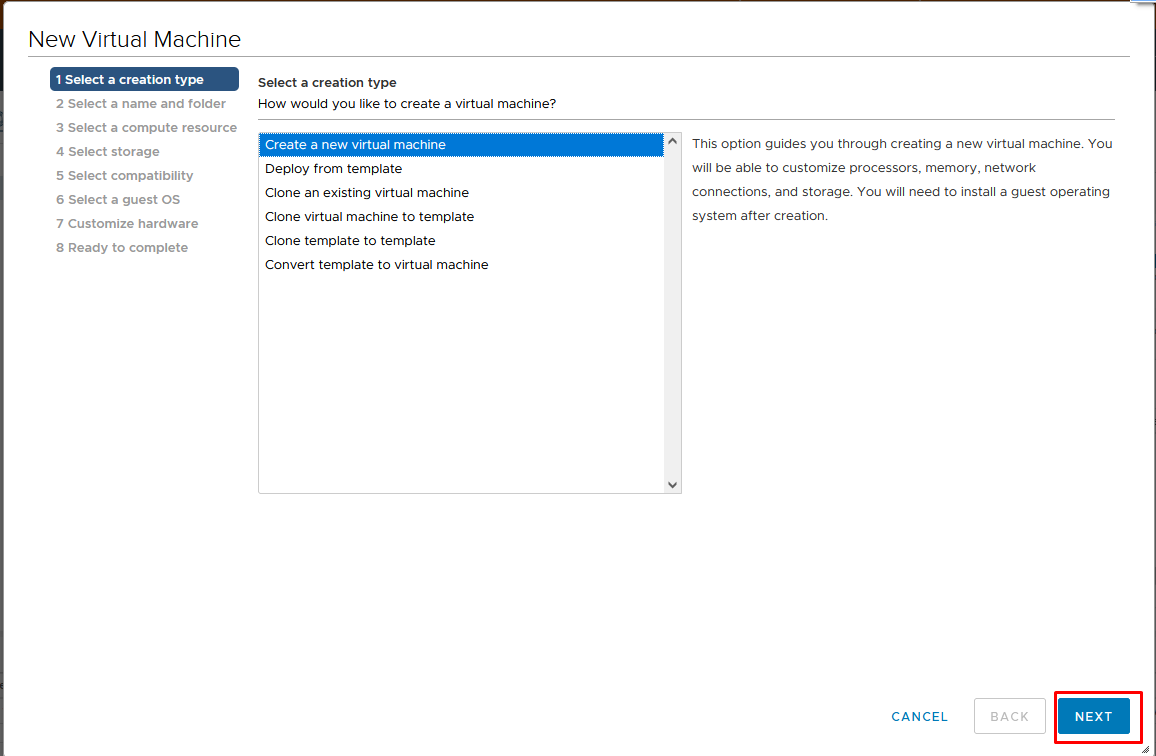 New Virtual Machine
1 Select a creation type
2 Select a name and folder
3 Select a compute resource
4 Select storage
5 Select compatibility
6 Select a guest OS
7 Customize hardware
8 Ready to complete
Select a creation type
How would you like to create a virtual machine?
Create a new virtual machine
Deploy from template
Clone an existing virtual machine
Clone virtual machine to template
Clone template to template
Convert template to virtual machine
This option guides you through creating a new virtual machine. You
will be able to customize processors, memory, network
connections, and storage. You will need to install a guest operating
system after creation.
CANCEL
BACK
NEXT